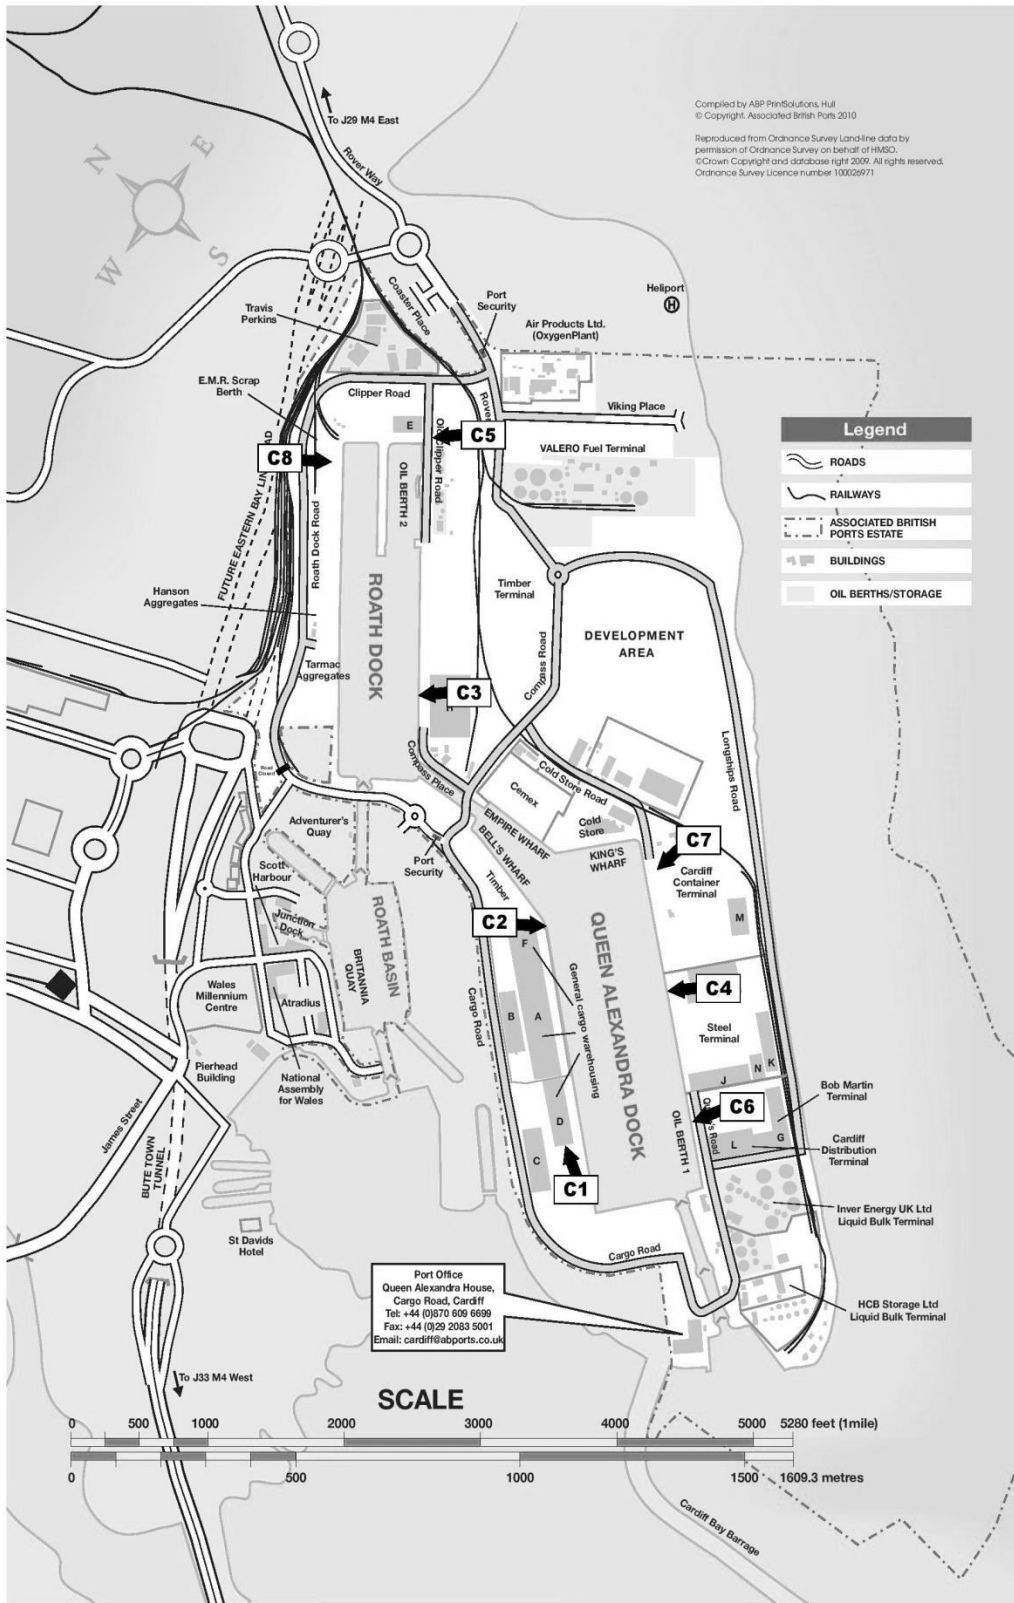 Compiled by ABP PrintSolutions, Hull
© Copyright. Associated British Ports 2010
Reproduced from Ordnance Survey Land-line data by
permission of Ordnance Survey on behalf of HMSO.
©Crown Copyright and database right 2009. All rights reserved.
Ordnance Survey Licence number 100026971
N
E
W
S
To J29 M4 East
Rover Way
Heliport
H
Port
Security
Coaster Place
Travis
Perkins
Air Products Ltd.
(OxygenPlant)
E.M.R. Scrap
Berth
Clipper Road
Viking Place
E
C5
C8
VALERO Fuel Terminal
OIL BERTH 2
Roath Dock Road
Legend
ROADS
RAILWAYS
ASSOCIATED BRITISH
PORTS ESTATE
BUILDINGS
OIL BERTHS/STORAGE
Hanson
Aggregates
ROATH DOCK
Timber
Terminal
DEVELOPMENT
AREA
Compass Road
Tarmac
Aggregates
C3
Longships Road
Road
Closed
Compass Place
Cold Store Road
Cemex
Cold
Store
EMPIRE WHARF
BELL'S WHARF
KING'S
WHARF
Adventurer's
Quay
Port
Security
C7
Cardiff
Container
Terminal
Scott
Harbour
Timber
Junction
Dock
ROATH BASIN
BRITANNIA
QUAY
C2
F
M
QUEEN ALEXANDRA DOCK
General cargo warehousing
Wales
Millennium
Centre
Atradius
Cargo Road
B
A
C4
Steel
Terminal
Pierhead
Building
National
Assembly
for Wales
N
K
J
Bob Martin
Terminal
James Street
D
OIL BERTH 1
C6
L
G
Cardiff
Distribution
Terminal
BUTE TOWN
TUNNEL
C
C1
Inver Energy UK Ltd
Liquid Bulk Terminal
St Davids
Hotel
Cargo Road
Port Office
Queen Alexandra House,
Cargo Road, Cardiff
Tel: +44 (0)870 609 6699
Fax: +44 (0)29 2083 5001
Email: cardiff@abports.co.uk
HCB Storage Ltd
Liquid Bulk Terminal
To J33 M4 West
SCALE
0 500 1000 2000 3000 4000 5000 5280 feet (1mile)
0 500 1000 1500 1609.3 metres
Cardiff Bay Barrage